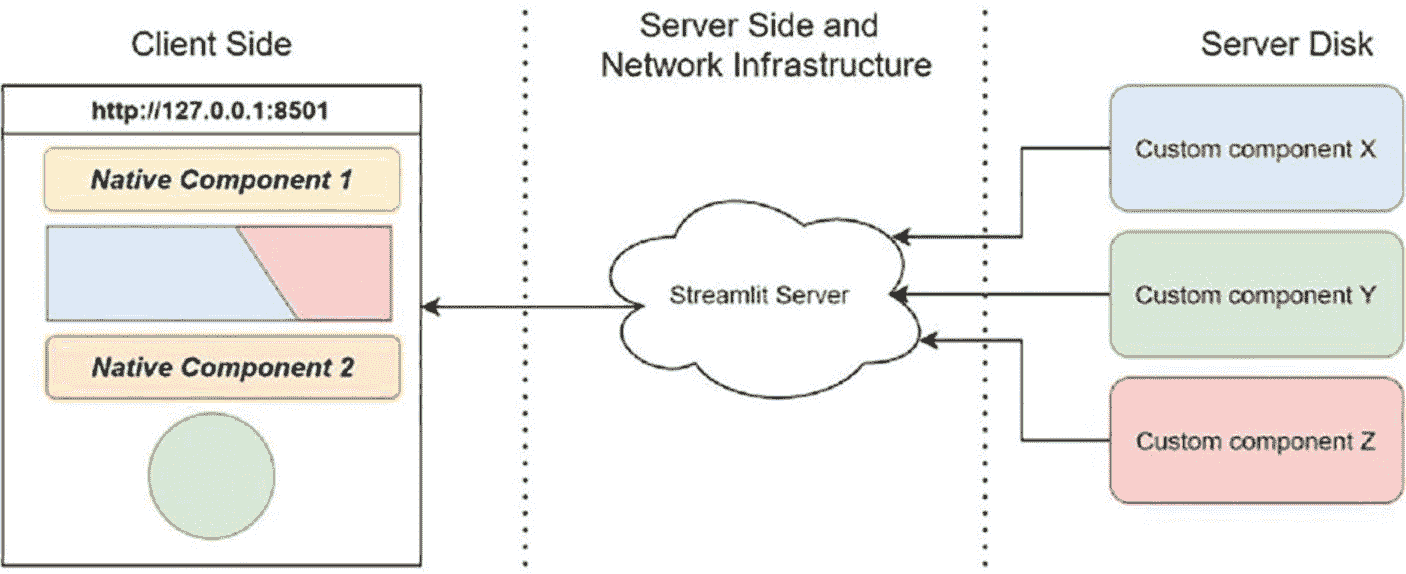 Client Side
http://127.0.0.1:8501
Native Component 1
Native Component 2
Server Side and
Network Infrastructure
Streamlit Server
Server Disk
Custom component X
Custom component Y
Custom component Z